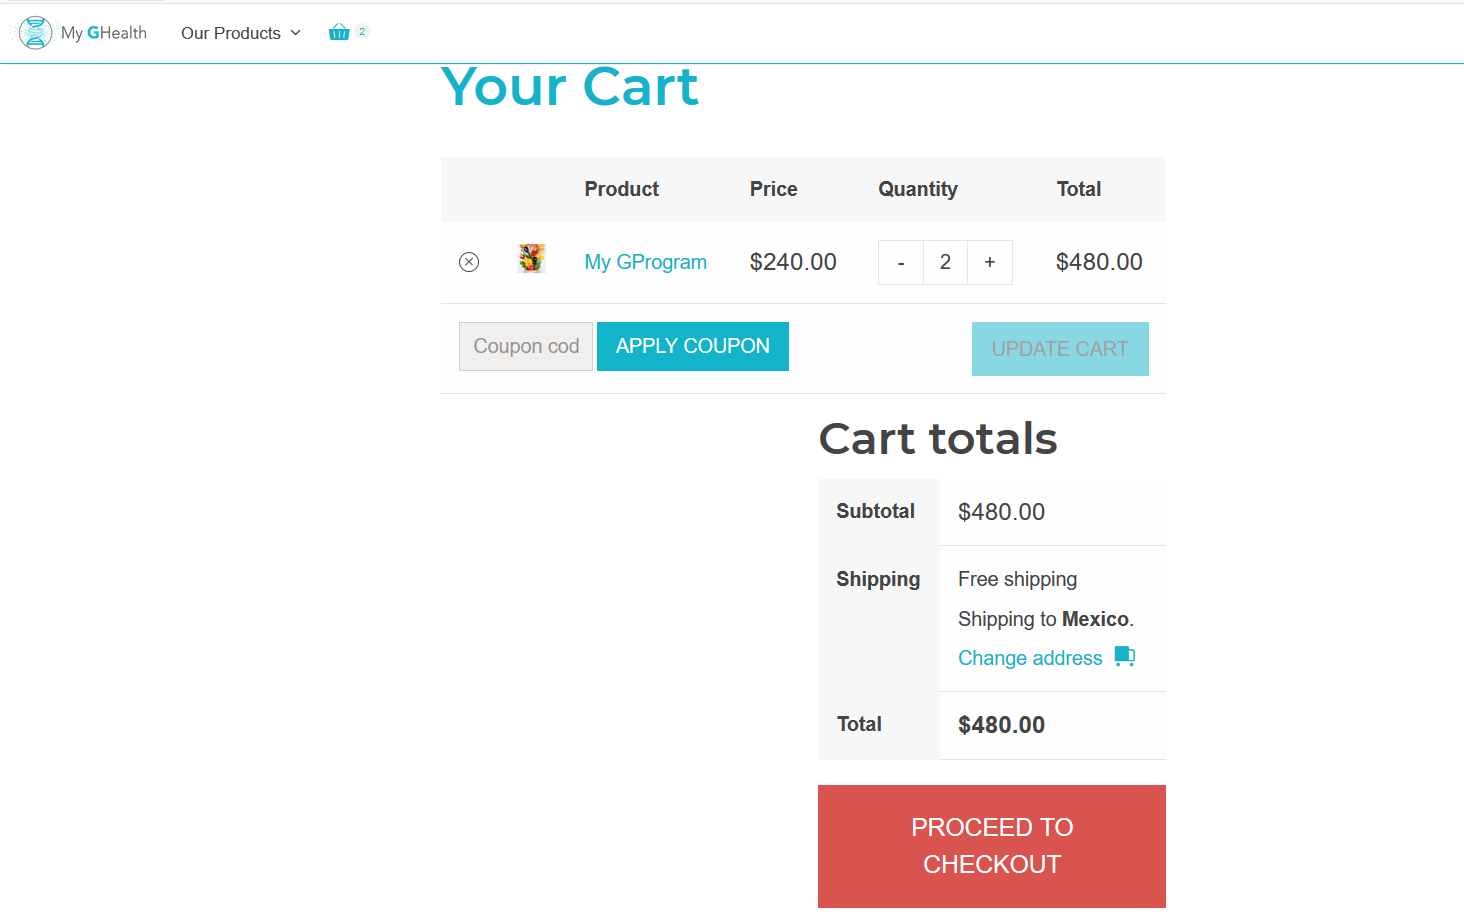 My GHealth
Our Products
2
Your Cart
Product Price Quantity Total
My GProgram $240.00 - 2 + $480.00
Coupon cod APPLY COUPON UPDATE CART
Cart totals
Subtotal $480.00
Shipping Free shipping
Shipping to Mexico.
Change address
Total $480.00
PROCEED TO
CHECKOUT